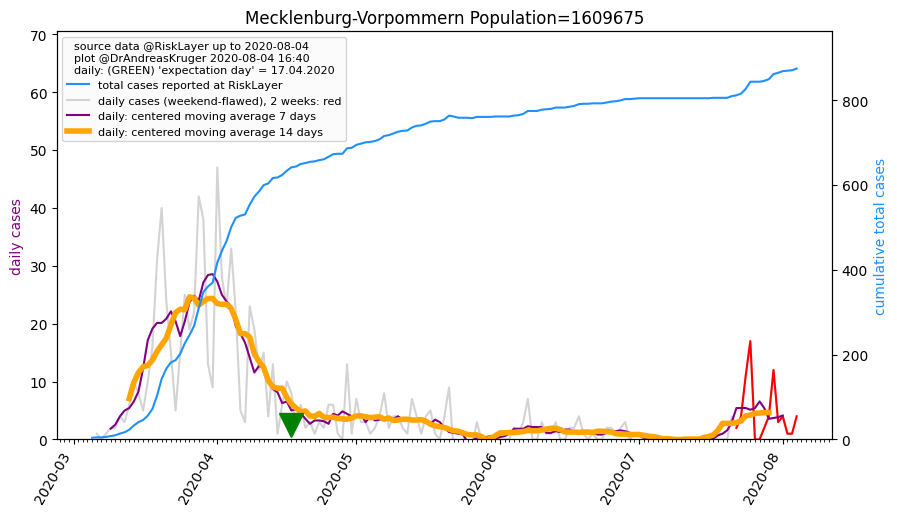 Mecklenburg-Vorpommern Population=1609675
source data @RiskLayer up to 2020-08-04
plot @DrAndreasKruger 2020-08-04 16:40
daily: (GREEN) 'expectation day' = 17.04.2020
total cases reported at RiskLayer
daily cases (weekend-flawed), 2 weeks: red
daily: centered moving average 7 days
daily: centered moving average 14 days
daily cases
70
60
50
40
30
20
10
0
cumulative total cases
800
600
400
200
0
2020-03
2020-04
2020-05
2020-06
2020-07
2020-08